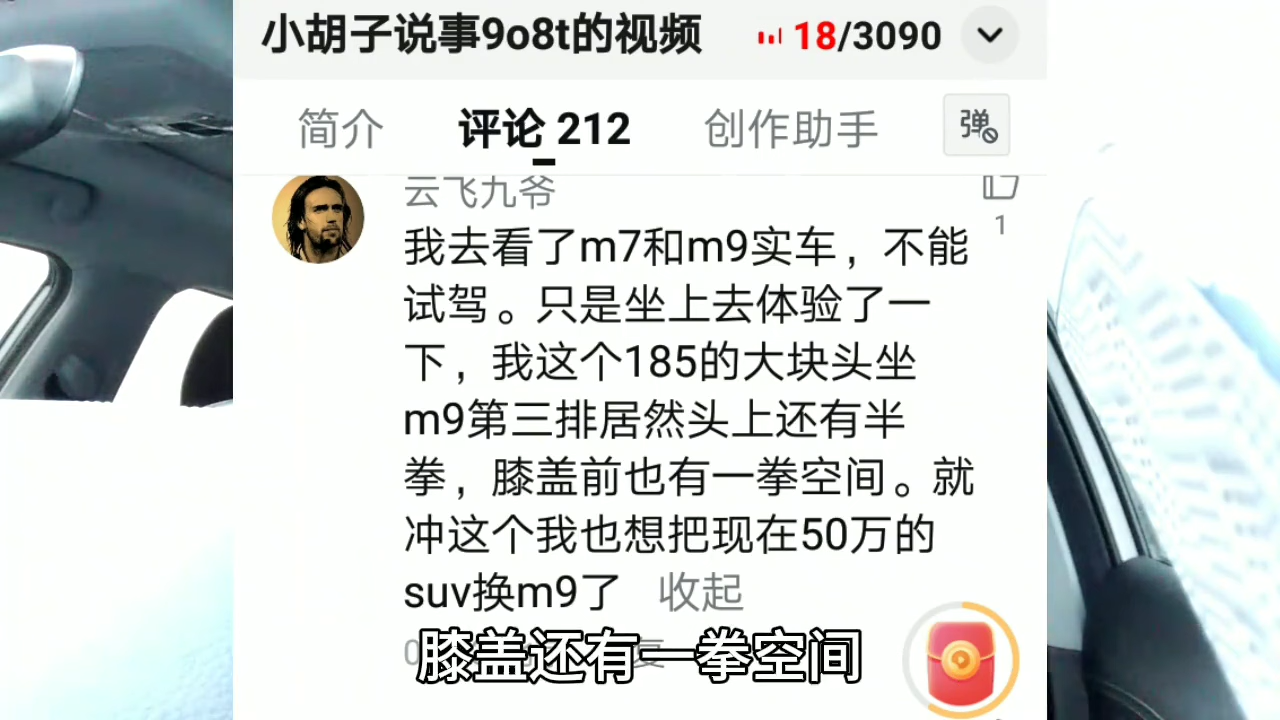 小胡子说事9o8t的视频
18/3090
简介
评论 212
创作助手
弹
云飞九爷
1
我去看了m7和m9实车，不能
试驾。只是坐上去体验了一
下，我这个185的大块头坐
m9第三排居然头上还有半
拳，膝盖前也有一拳空间。就
冲这个我也想把现在50万的
suv换m9了 收起
膝盖还有一拳空间